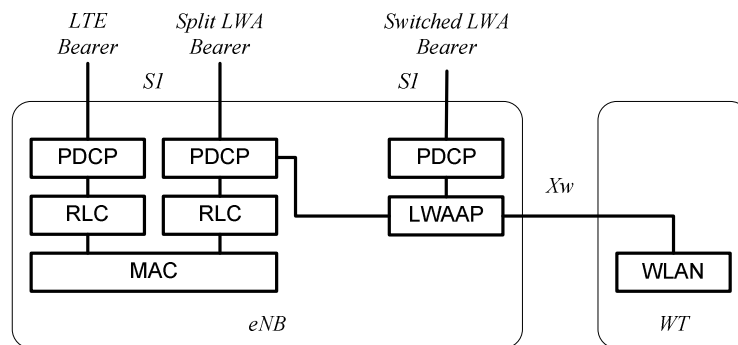 LTE
Bearer
Split LWA
Bearer
Switched LWA
Bearer
S1
S1
PDCP
PDCP
PDCP
Xw
RLC
RLC
LWAAP
MAC
WLAN
eNB
WT